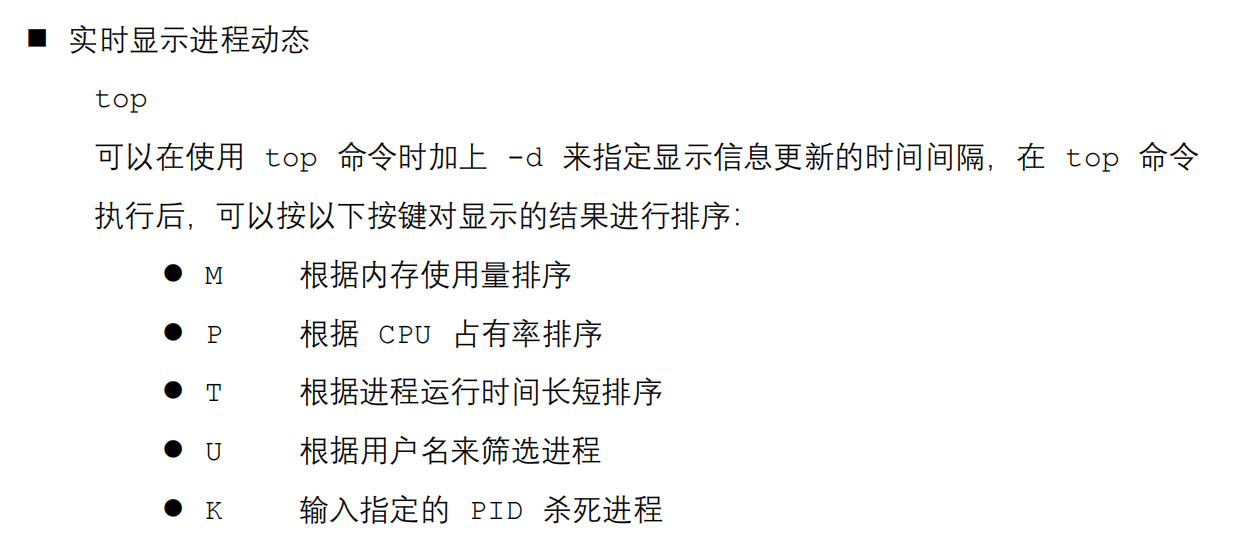 ■ 实时显示进程动态
top
可以在使用 top 命令时加上 -d 来指定显示信息更新的时间间隔，在 top 命令
执行后，可以按以下按键对显示的结果进行排序：
● M 根据内存使用量排序
● P 根据 CPU 占有率排序
● T 根据进程运行时间长短排序
● U 根据用户名来筛选进程
● K 输入指定的 PID 杀死进程